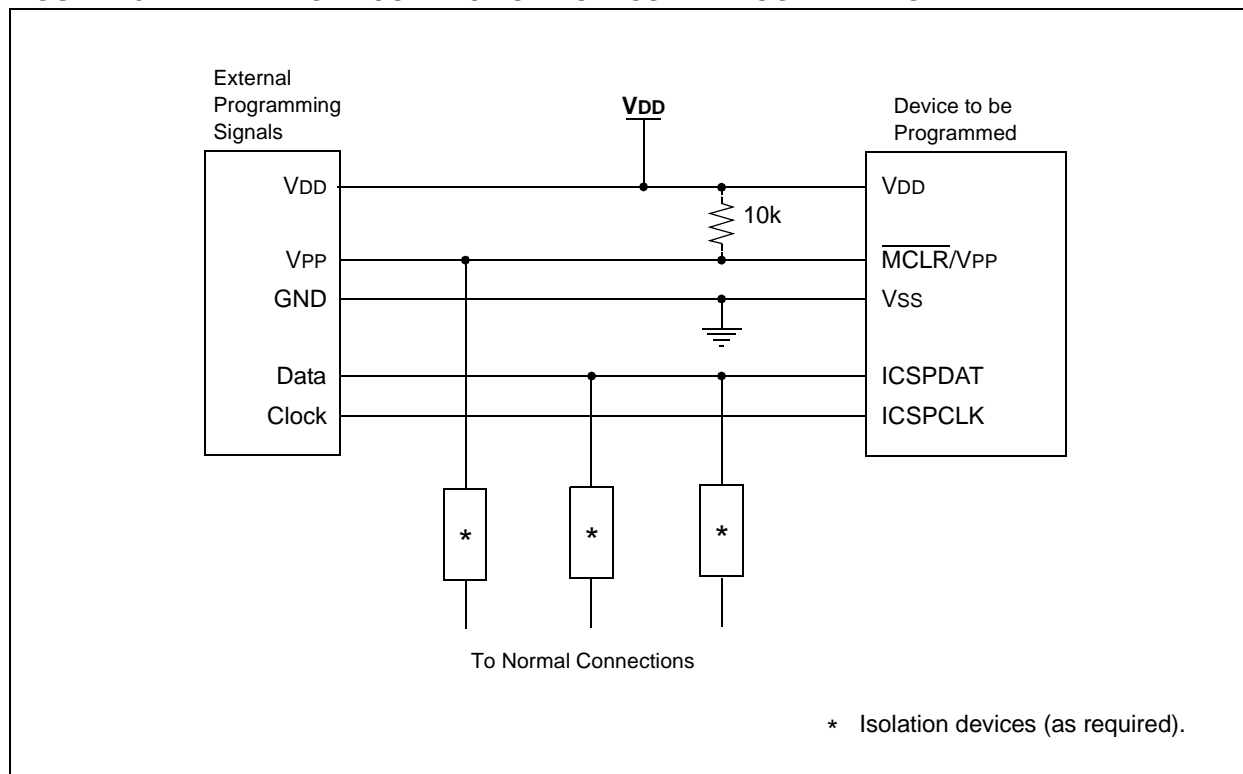 External
Programming
Signals
VDD
Device to be
Programmed
VDD
VDD
10k
VPP
MCLR/VPP
GND
VSS
Data
ICSPDAT
Clock
ICSPCLK
*
*
*
To Normal Connections
* Isolation devices (as required).